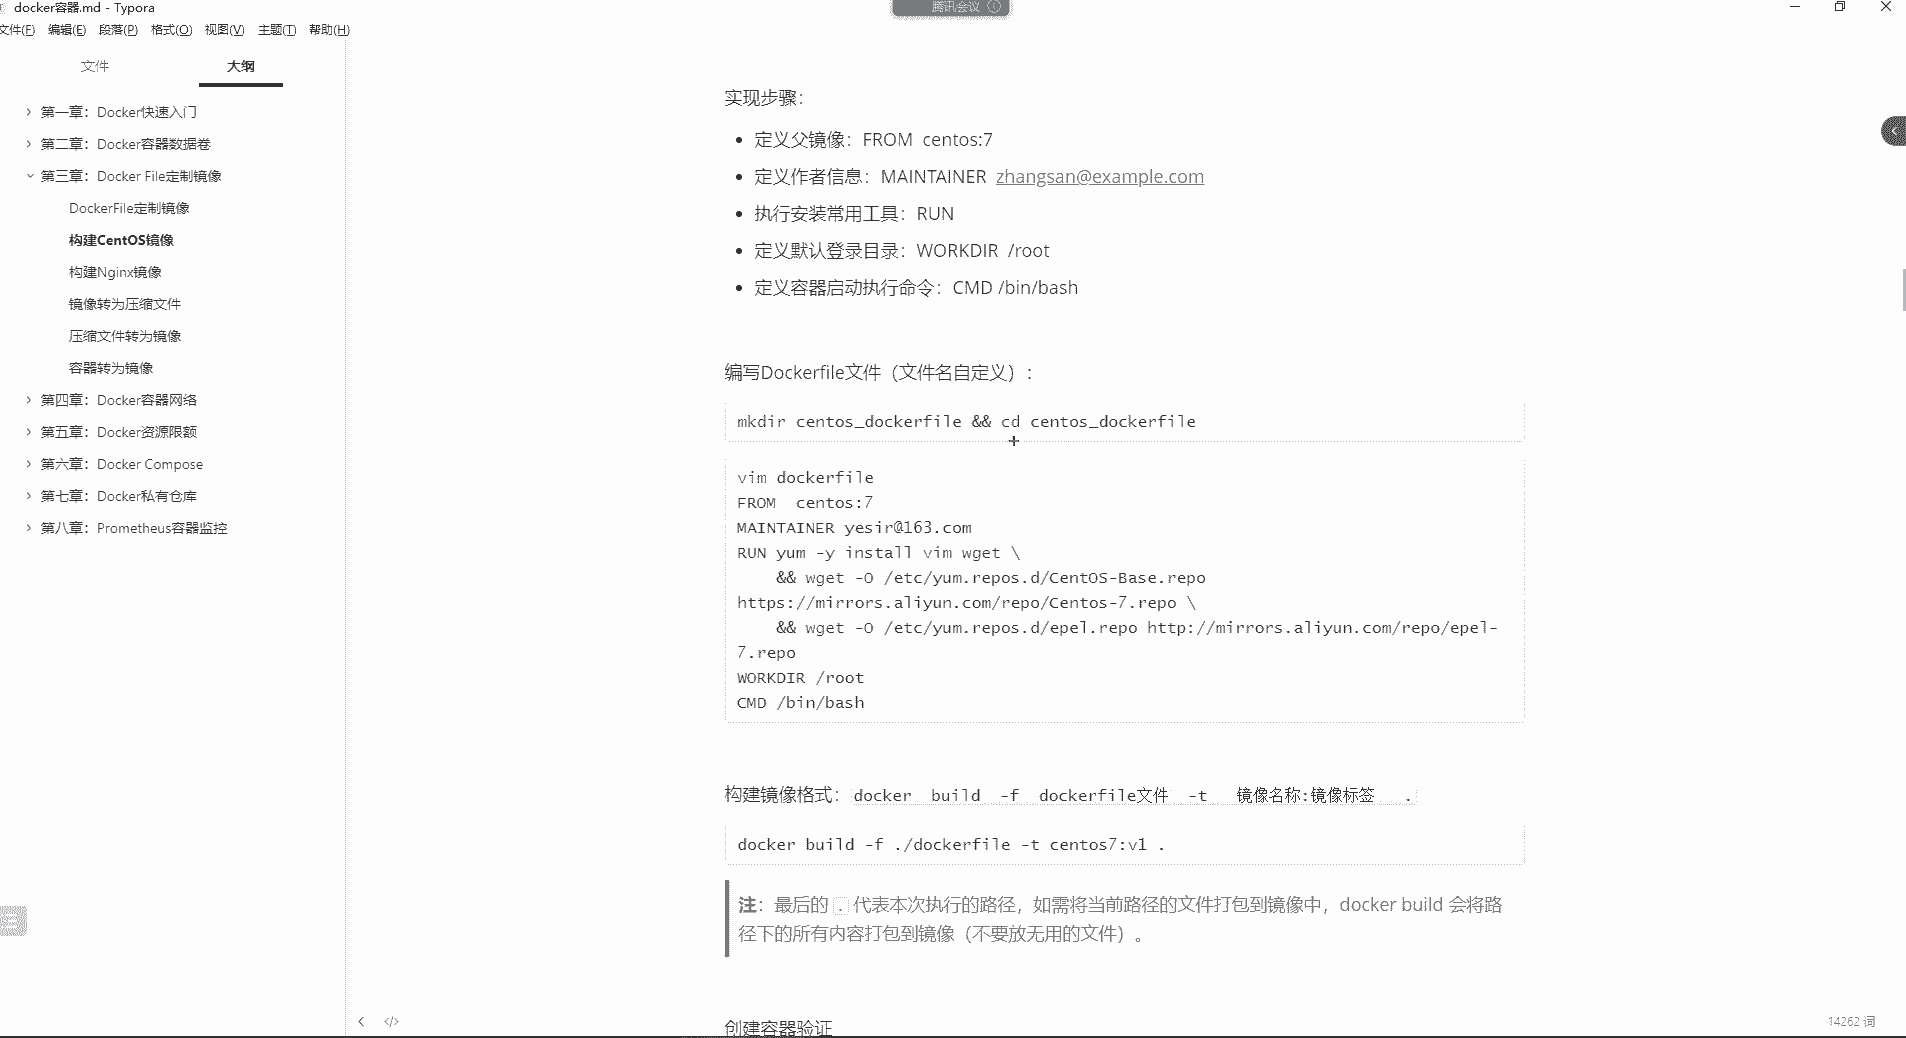 docker容器.md - Typora
腾讯会议
文件(F) 编辑(E) 段落(P) 格式(O) 视图(V) 主题(T) 帮助(H)
文件 大纲
第一章：Docker快速入门
第二章：Docker容器数据卷
第三章：Docker File定制镜像
DockerFile定制镜像
构建CentOS镜像
构建Nginx镜像
镜像转为压缩文件
压缩文件转为镜像
容器转为镜像
第四章：Docker容器网络
第五章：Docker资源限额
第六章：Docker Compose
第七章：Docker私有仓库
第八章：Prometheus容器监控
实现步骤：
定义父镜像：FROM centos:7
定义作者信息：MAINTAINER zhangsan@example.com
执行安装常用工具：RUN
定义默认登录目录：WORKDIR /root
定义容器启动执行命令：CMD /bin/bash
编写Dockerfile文件（文件名自定义）：
mkdir centos_dockerfile && cd centos_dockerfile
vim dockerfile
FROM  centos:7
MAINTAINER yesir@163.com
RUN yum -y install vim wget \
    && wget -O /etc/yum.repos.d/CentOS-Base.repo
https://mirrors.aliyun.com/repo/Centos-7.repo \
    && wget -O /etc/yum.repos.d/epel.repo http://mirrors.aliyun.com/repo/epel-
7.repo
WORKDIR /root
CMD /bin/bash
构建镜像格式：docker  build  -f  dockerfile文件  -t   镜像名称:镜像标签   .
docker build -f ./dockerfile -t centos7:v1 .
注：最后的 . 代表本次执行的路径，如需将当前路径的文件打包到镜像中，docker build 会将路
径下的所有内容打包到镜像（不要放无用的文件）。
创建容器验证
14262 词